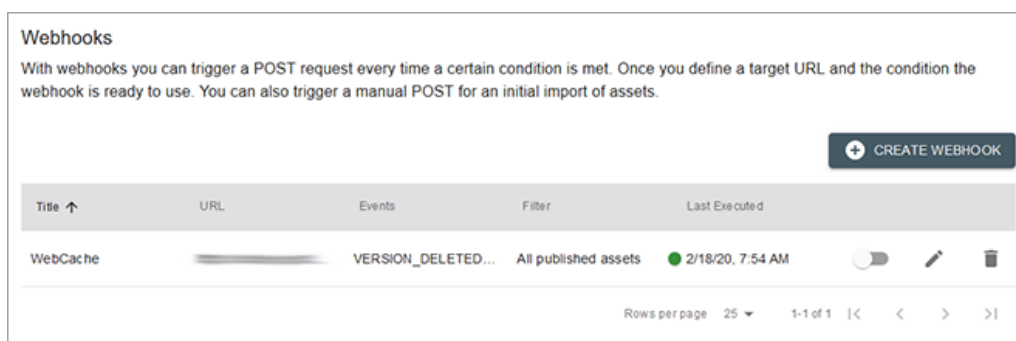 Webhooks
With webhooks you can trigger a POST request every time a certain condition is met. Once you define a target URL and the condition the
webhook is ready to use. You can also trigger a manual POST for an initial import of assets.
CREATE WEBHOOK
Title URL Events Filter Last Executed
WebCache VERSION_DELETED... All published assets 2/18/20, 7:54 AM
Rows per page 25 1-1 of 1